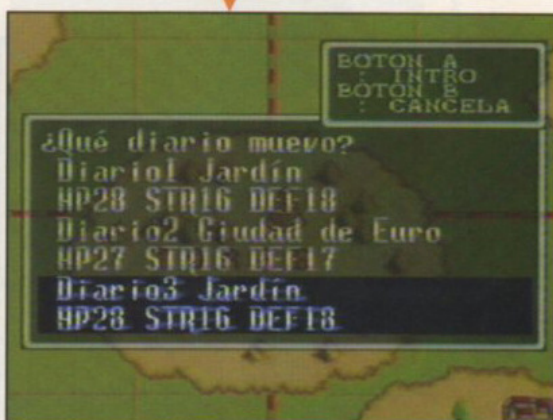 BOTON A
: INTRO
BOTON B
: CANCELA
¿Qué diario muevo?
Diario1 Jardín
HP28 STR16 DEF18
Diario2 Ciudad de Euro
HP27 STR16 DEF17
Diario3 Jardín
HP28 STR16 DEF18